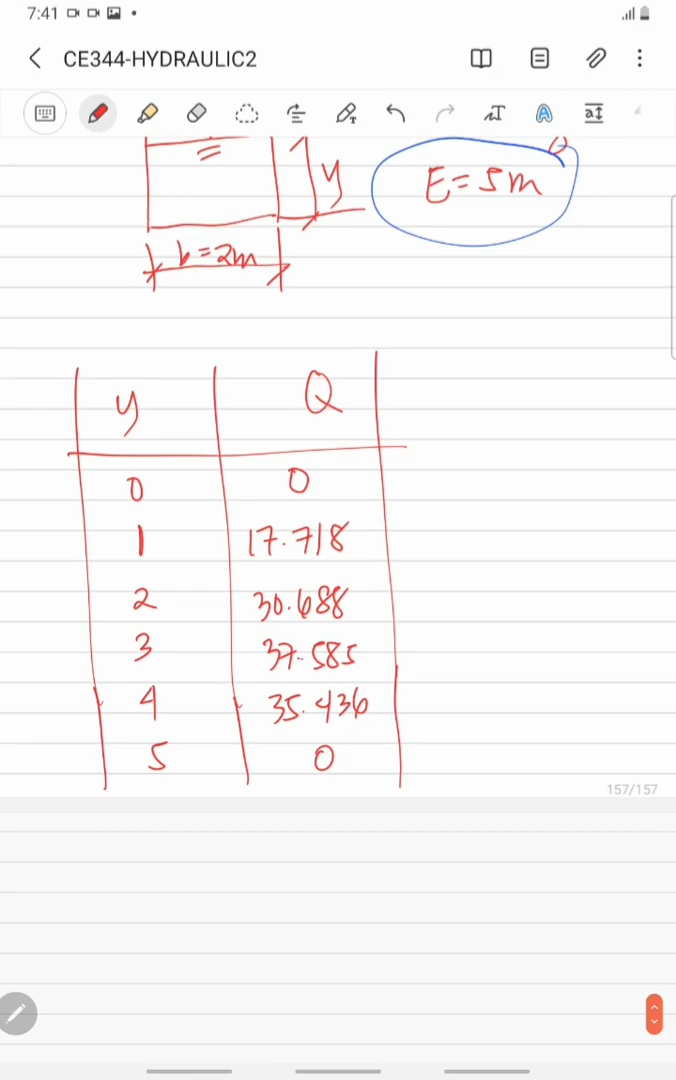 7:41
CE344-HYDRAULIC2
y
E = 5m
b = 2m
y Q
0 0
1 17.718
2 30.688
3 37.585
4 35.436
5 0
157/157